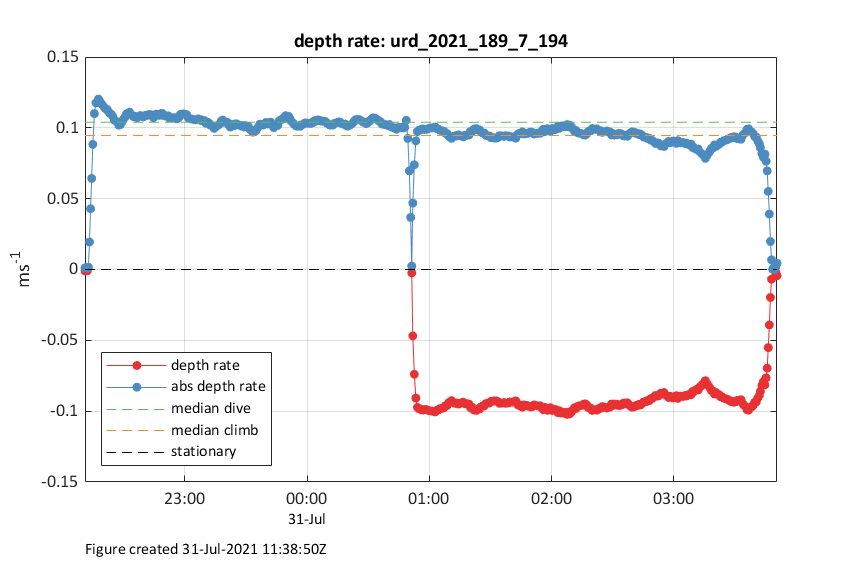 depth rate: urd_2021_189_7_194
0.15
0.1
0.05
0
-0.05
-0.1
-0.15
ms-1
depth rate
abs depth rate
median dive
median climb
stationary
23:00 00:00 01:00 02:00 03:00
31-Jul
Figure created 31-Jul-2021 11:38:50Z